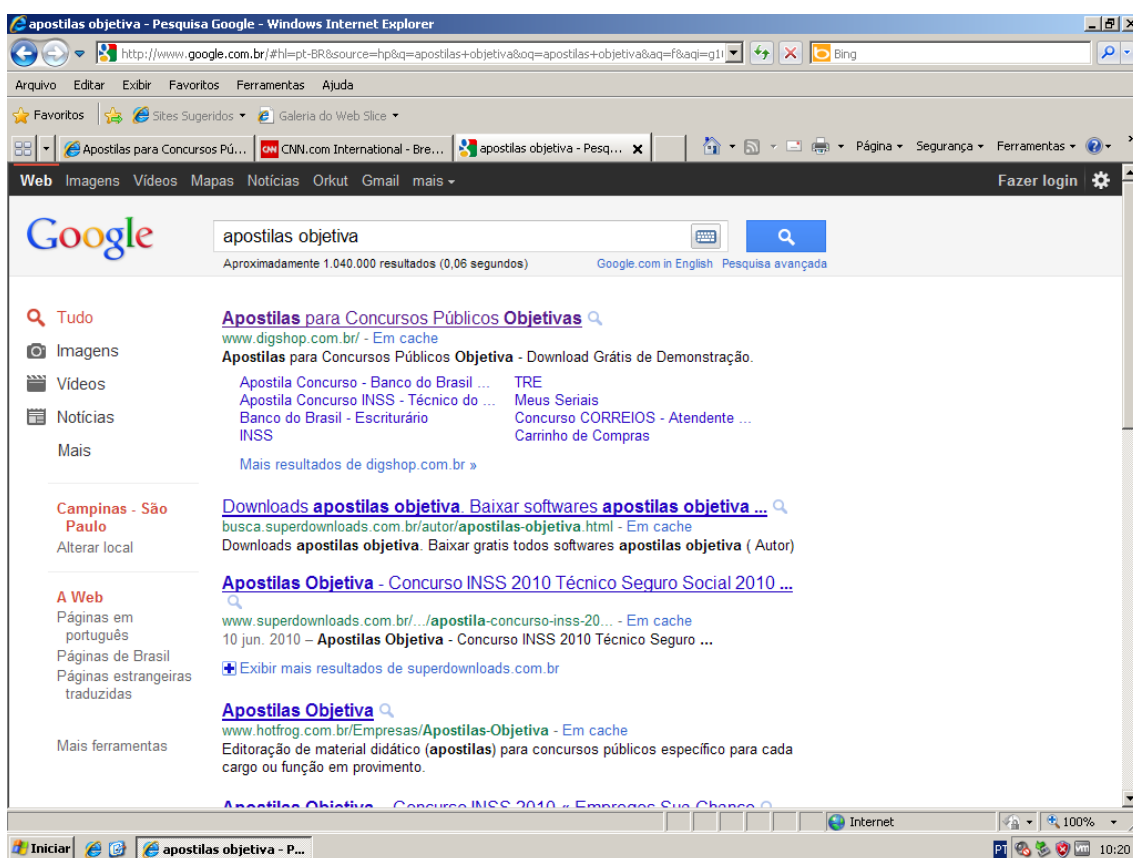 apostilas objetiva - Pesquisa Google - Windows Internet Explorer
http://www.google.com.br/#hl=pt-BR&source=hp&q=apostilas+objetiva&oq=apostilas+objetiva&aq=f&aqi=g1
Bing
Arquivo Editar Exibir Favoritos Ferramentas Ajuda
Favoritos Sites Sugeridos Galeria do Web Slice
Apostilas para Concursos Pú... CNN.com International - Bre... apostilas objetiva - Pesq... Página Segurança Ferramentas
Web Imagens Vídeos Mapas Notícias Orkut Gmail mais Fazer login
Google apostilas objetiva
Aproximadamente 1.040.000 resultados (0,06 segundos) Google.com in English Pesquisa avançada
Tudo
Imagens
Vídeos
Notícias
Mais
Campinas - São
Paulo
Alterar local
A Web
Páginas em
português
Páginas de Brasil
Páginas estrangeiras
traduzidas
Mais ferramentas
Apostilas para Concursos Públicos Objetivas
www.digshop.com.br/ - Em cache
Apostilas para Concursos Públicos Objetiva - Download Grátis de Demonstração.
Apostila Concurso - Banco do Brasil ... TRE
Apostila Concurso INSS - Técnico do ... Meus Seriais
Banco do Brasil - Escriturário Concurso CORREIOS - Atendente ...
INSS Carrinho de Compras
Mais resultados de digshop.com.br »
Downloads apostilas objetiva. Baixar softwares apostilas objetiva ...
busca.superdownloads.com.br/autor/apostilas-objetiva.html - Em cache
Downloads apostilas objetiva. Baixar gratis todos softwares apostilas objetiva ( Autor)
Apostilas Objetiva - Concurso INSS 2010 Técnico Seguro Social 2010 ...
www.superdownloads.com.br/.../apostila-concurso-inss-20... - Em cache
10 jun. 2010 – Apostilas Objetiva - Concurso INSS 2010 Técnico Seguro ...
Exibir mais resultados de superdownloads.com.br
Apostilas Objetiva
www.hotfrog.com.br/Empresas/Apostilas-Objetiva - Em cache
Editoração de material didático (apostilas) para concursos públicos específico para cada
cargo ou função em provimento.
Apostilas Objetiva - Concurso INSS 2010 « Empregos Sua Chance
Internet 100%
Iniciar apostilas objetiva - P... PT 10:20